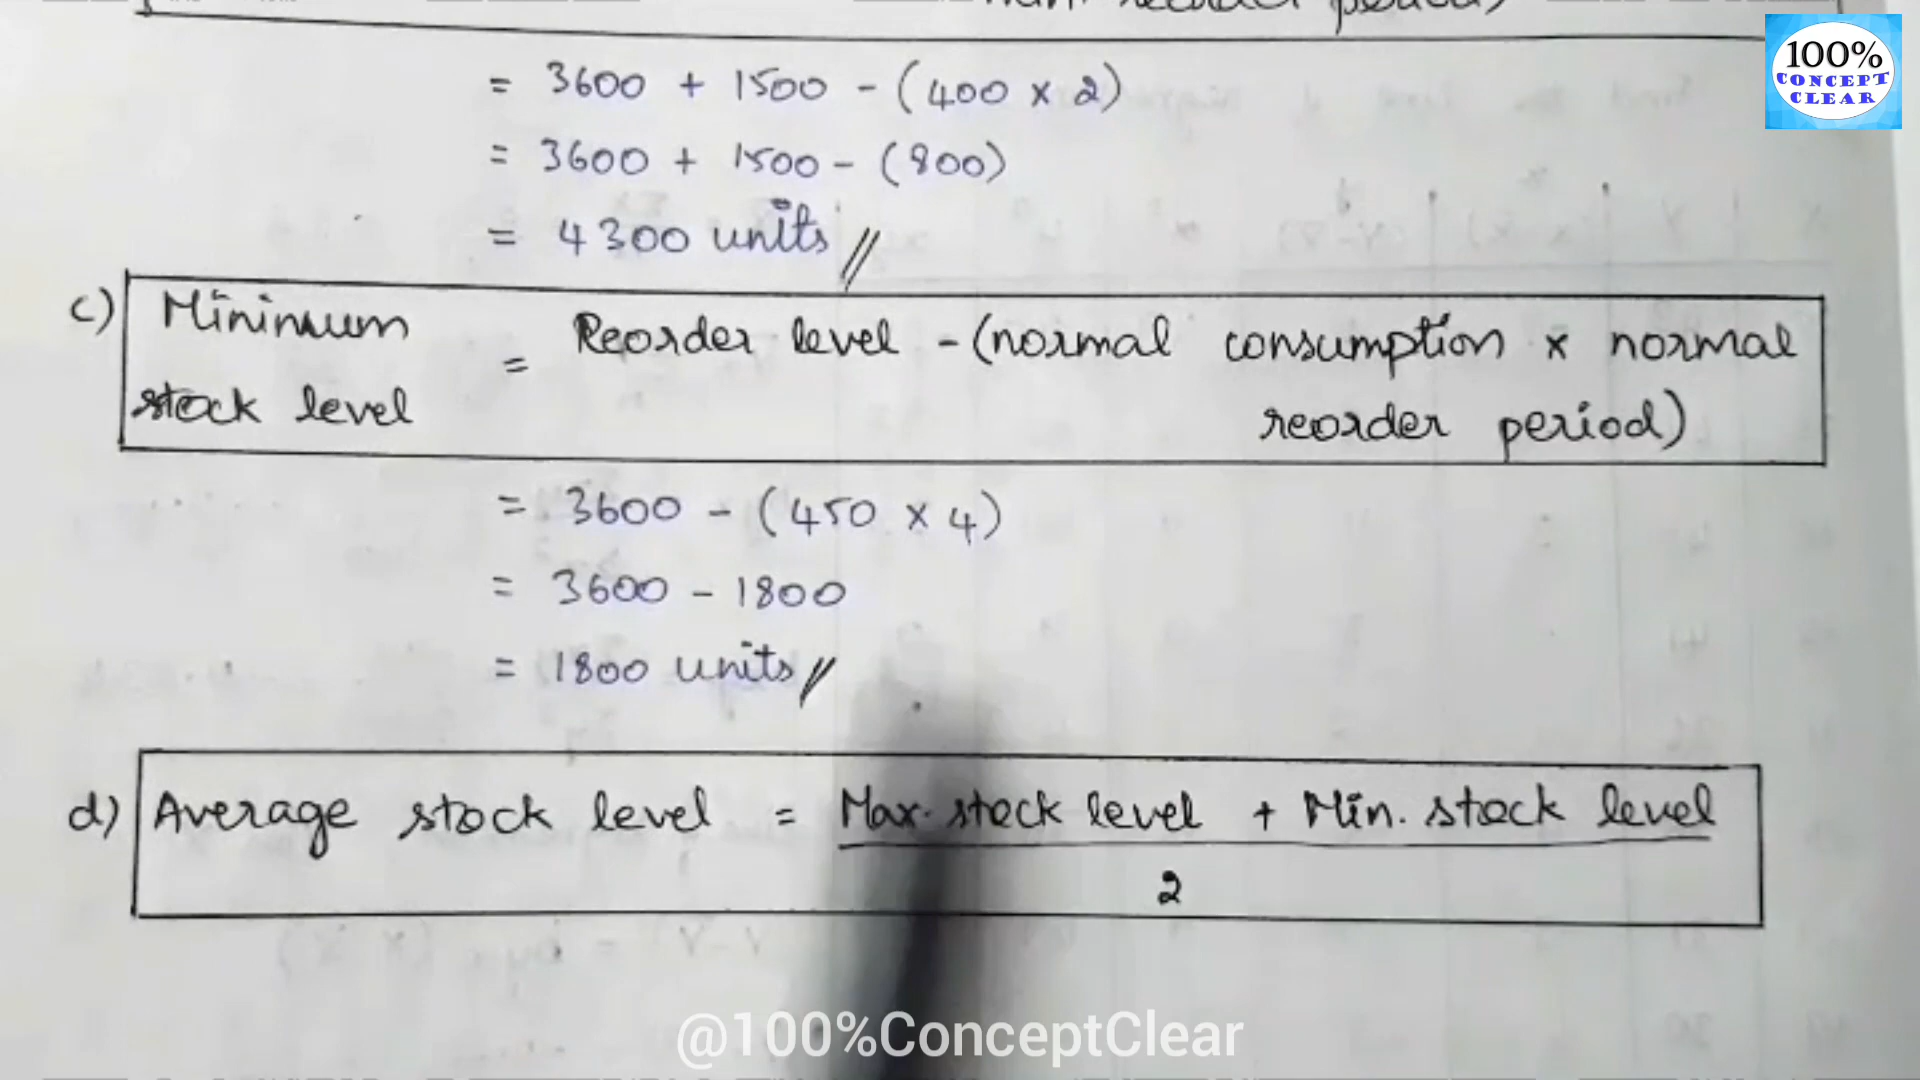 reorder period)
100%
CONCEPT
CLEAR
= 3600 + 1500 - (400 x 2)
= 3600 + 1500 - (800)
= 4300 units //
c) Minimum stock level = Reorder level - (normal consumption x normal
reorder period)
= 3600 - (450 x 4)
= 3600 - 1800
= 1800 units //
d) Average stock level = Max. stock level + Min. stock level
2
@100%ConceptClear